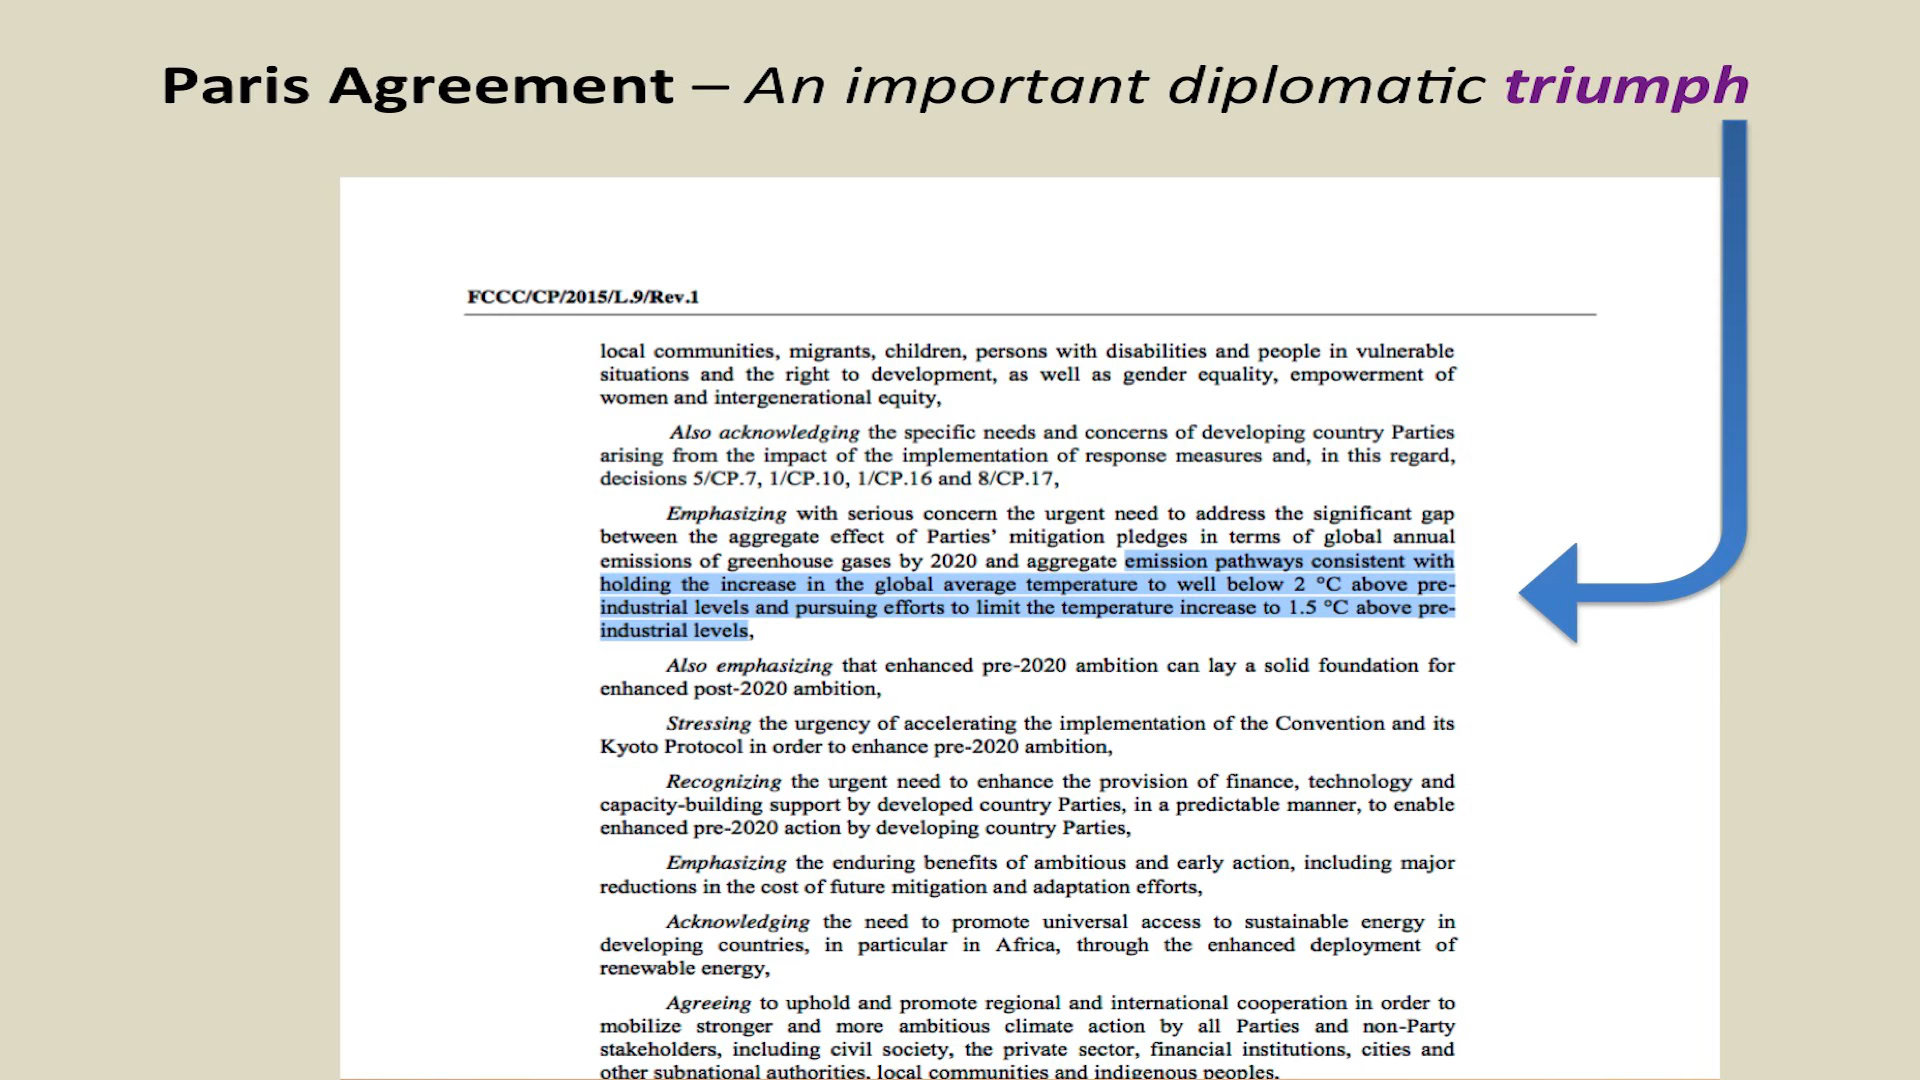 Paris Agreement – An important diplomatic triumph
FCCC/CP/2015/L.9/Rev.1
local communities, migrants, children, persons with disabilities and people in vulnerable
situations and the right to development, as well as gender equality, empowerment of
women and intergenerational equity,
Also acknowledging the specific needs and concerns of developing country Parties
arising from the impact of the implementation of response measures and, in this regard,
decisions 5/CP.7, 1/CP.10, 1/CP.16 and 8/CP.17,
Emphasizing with serious concern the urgent need to address the significant gap
between the aggregate effect of Parties’ mitigation pledges in terms of global annual
emissions of greenhouse gases by 2020 and aggregate emission pathways consistent with
holding the increase in the global average temperature to well below 2 °C above pre-
industrial levels and pursuing efforts to limit the temperature increase to 1.5 °C above pre-
industrial levels,
Also emphasizing that enhanced pre-2020 ambition can lay a solid foundation for
enhanced post-2020 ambition,
Stressing the urgency of accelerating the implementation of the Convention and its
Kyoto Protocol in order to enhance pre-2020 ambition,
Recognizing the urgent need to enhance the provision of finance, technology and
capacity-building support by developed country Parties, in a predictable manner, to enable
enhanced pre-2020 action by developing country Parties,
Emphasizing the enduring benefits of ambitious and early action, including major
reductions in the cost of future mitigation and adaptation efforts,
Acknowledging the need to promote universal access to sustainable energy in
developing countries, in particular in Africa, through the enhanced deployment of
renewable energy,
Agreeing to uphold and promote regional and international cooperation in order to
mobilize stronger and more ambitious climate action by all Parties and non-Party
stakeholders, including civil society, the private sector, financial institutions, cities and
other subnational authorities, local communities and indigenous peoples,